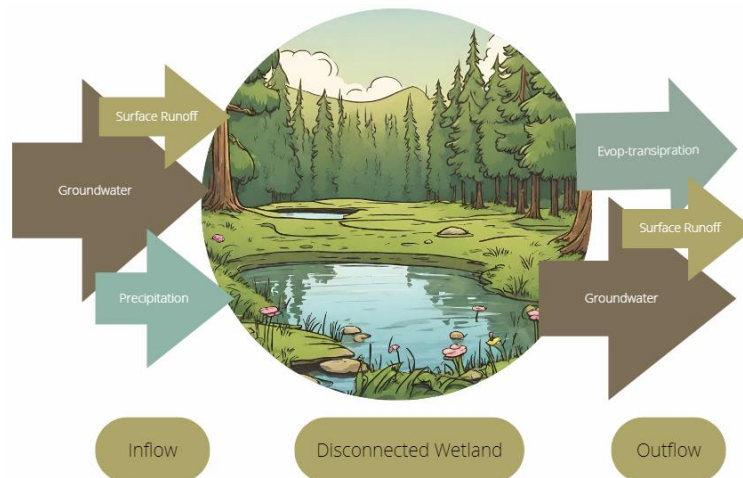 Surface Runoff
Groundwater
Precipitation
Evop-transipration
Surface Runoff
Groundwater
Inflow
Disconnected Wetland
Outflow